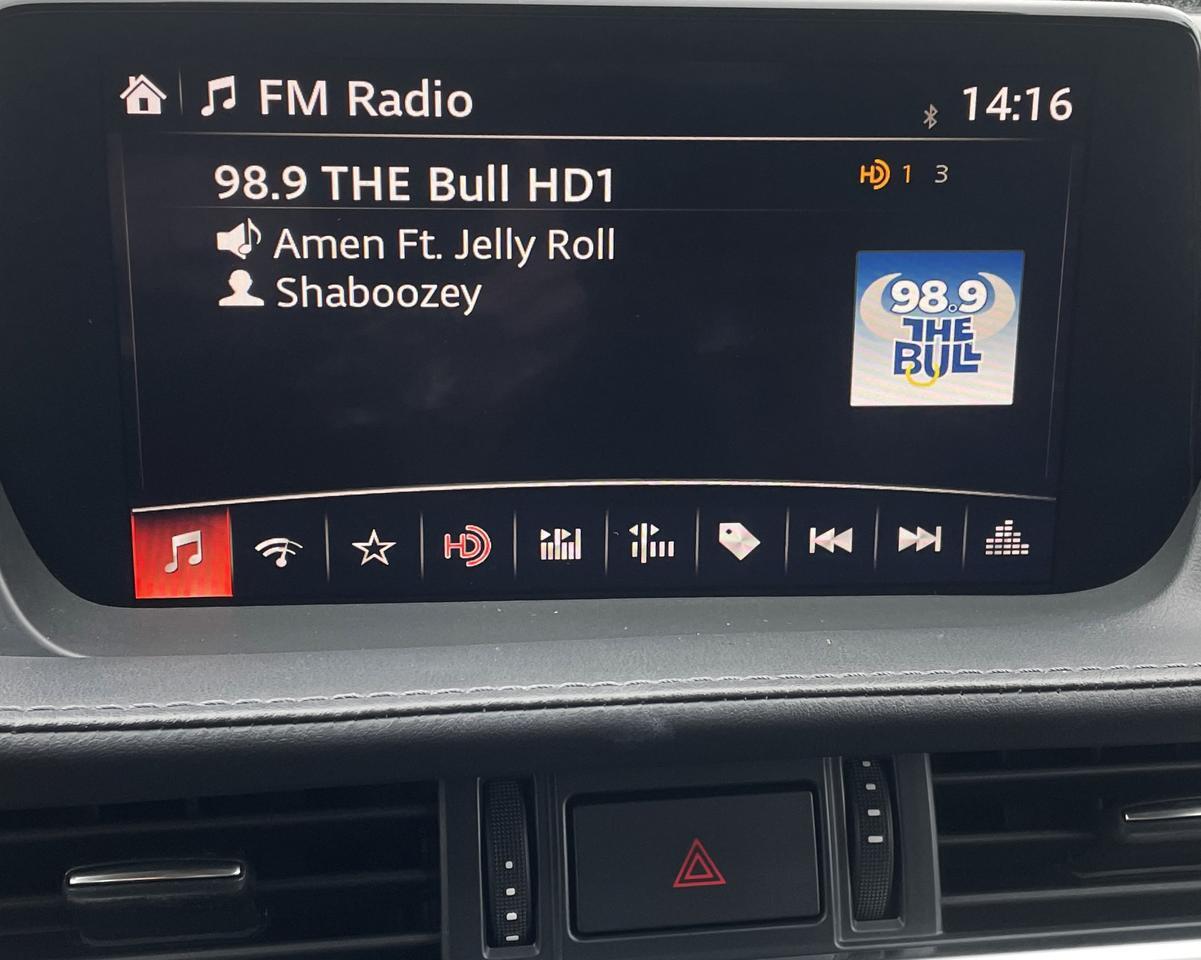 FM Radio
14:16
98.9 THE Bull HD1
HD 1 3
Amen Ft. Jelly Roll
Shaboozey
98.9
THE
BULL
HD